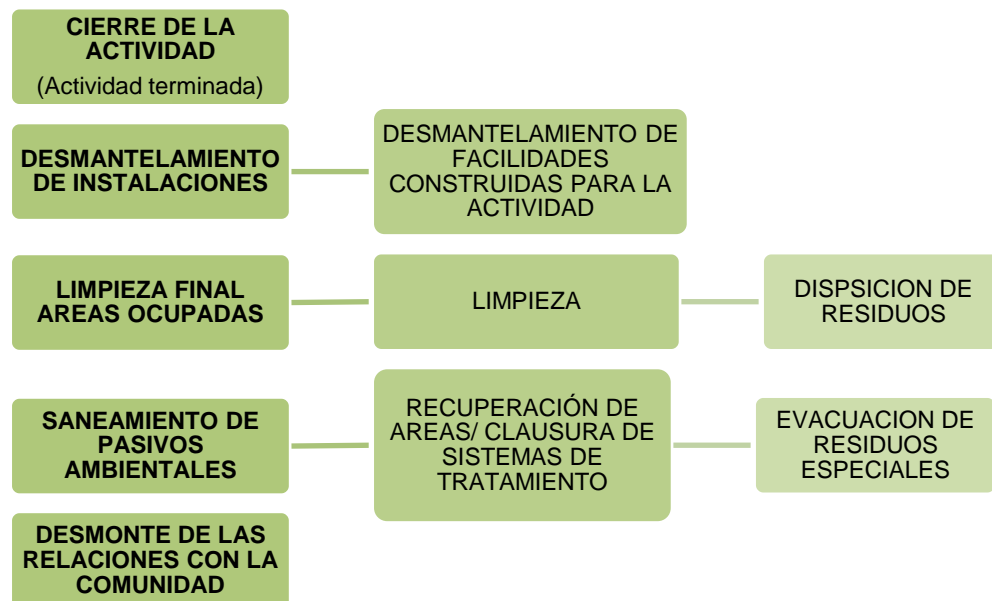 CIERRE DE LA
ACTIVIDAD
(Actividad terminada)
DESMANTELAMIENTO
DE INSTALACIONES
DESMANTELAMIENTO DE
FACILIDADES
CONSTRUIDAS PARA LA
ACTIVIDAD
LIMPIEZA FINAL
AREAS OCUPADAS
LIMPIEZA
DISPSICION DE
RESIDUOS
SANEAMIENTO DE
PASIVOS
AMBIENTALES
RECUPERACIÓN DE
AREAS/ CLAUSURA DE
SISTEMAS DE
TRATAMIENTO
EVACUACION DE
RESIDUOS
ESPECIALES
DESMONTE DE LAS
RELACIONES CON LA
COMUNIDAD